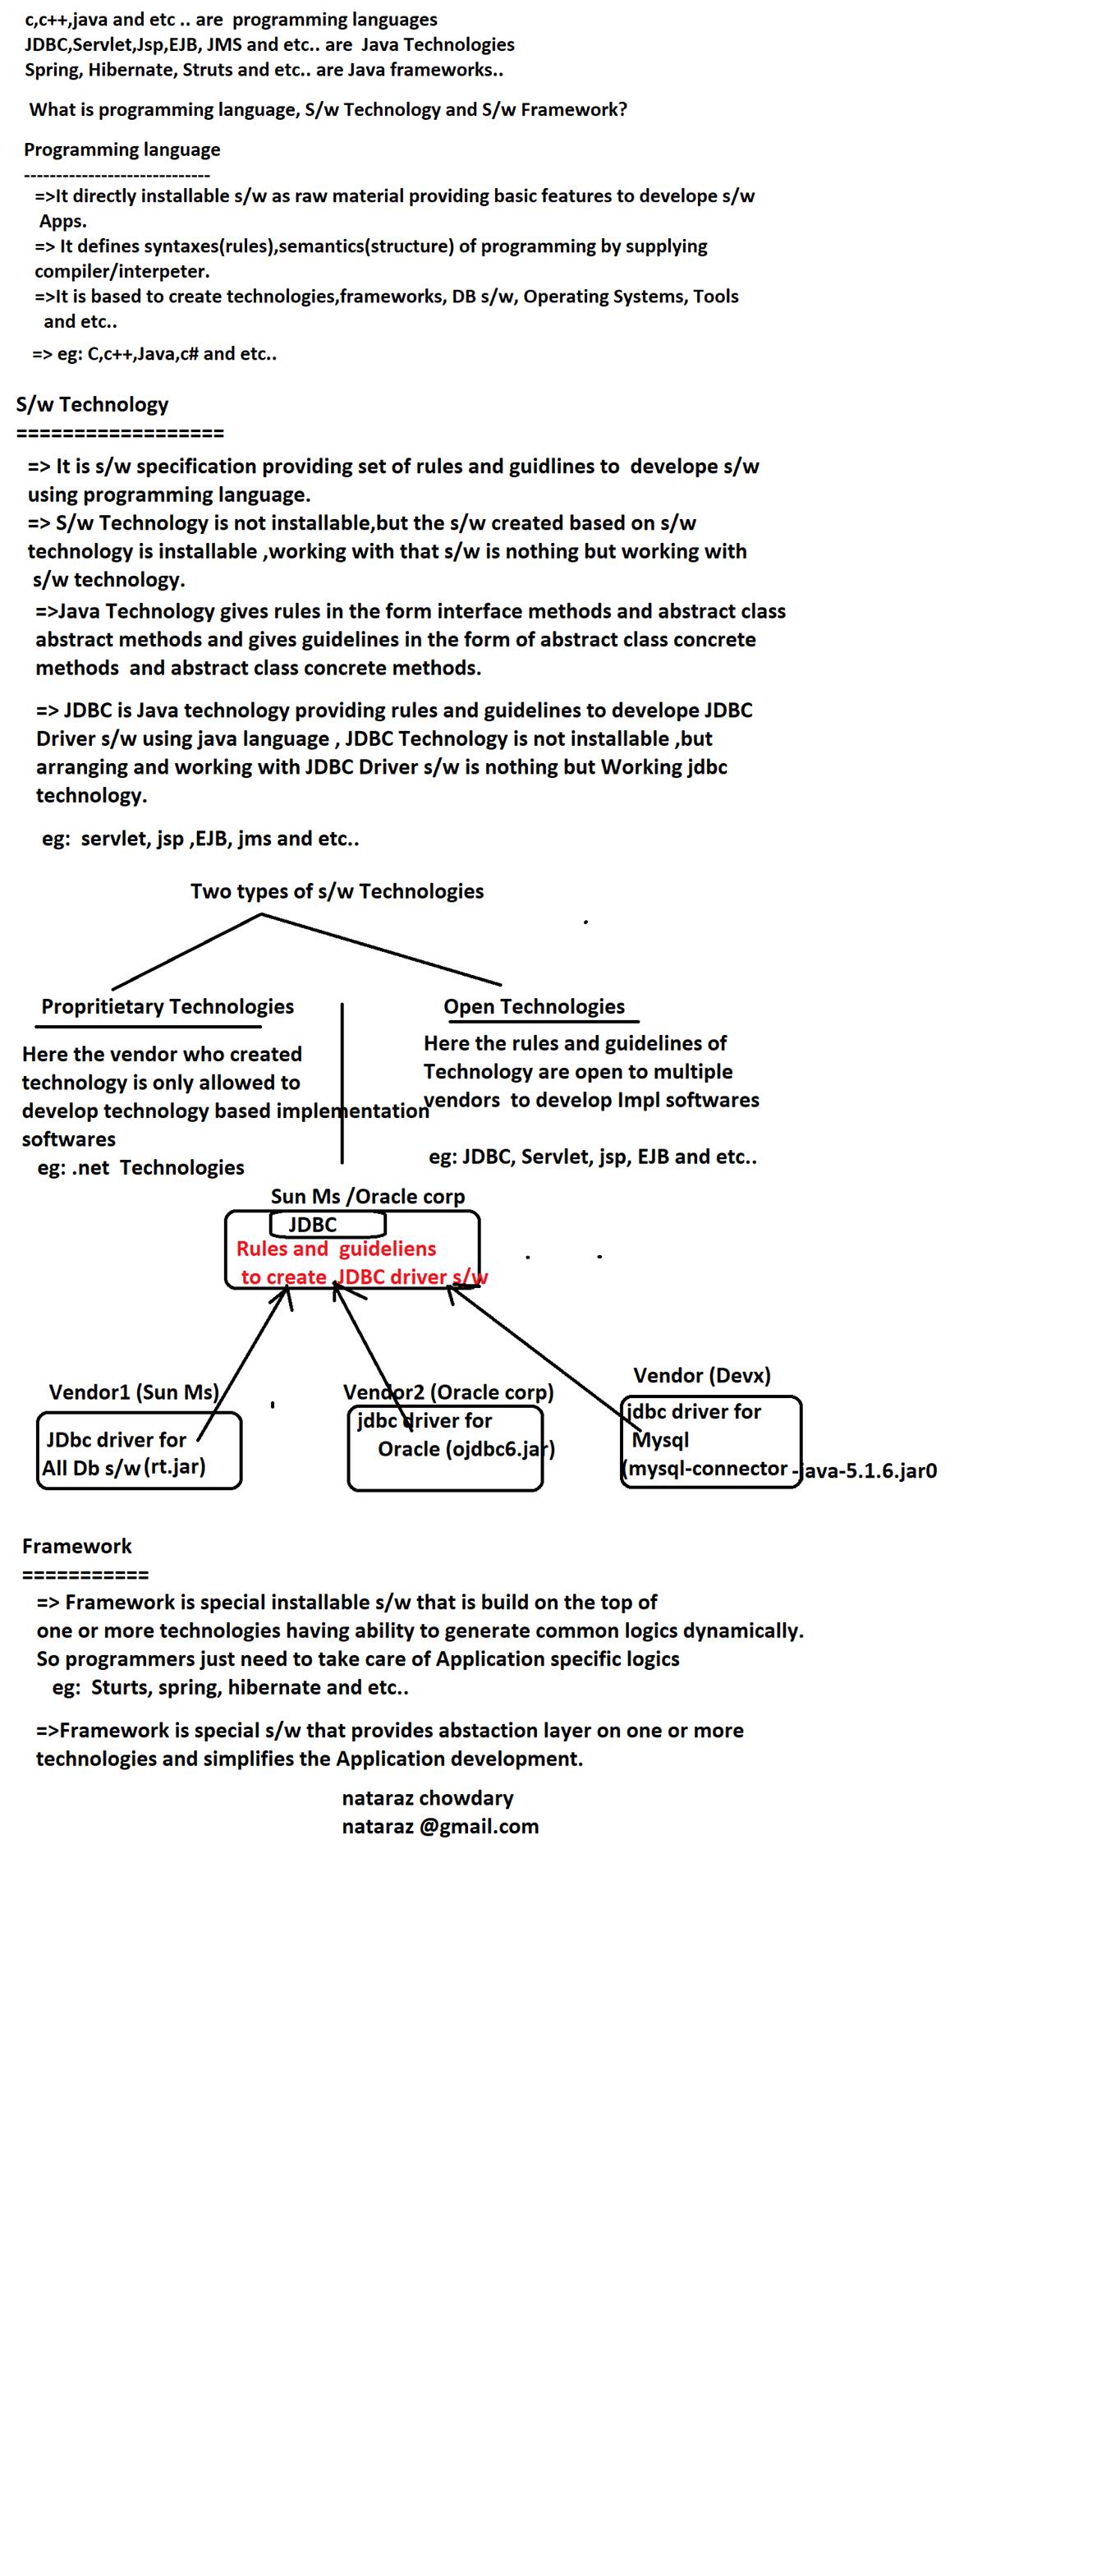 c,c++,java and etc .. are  programming languages
JDBC,Servlet,Jsp,EJB, JMS and etc.. are  Java Technologies
Spring, Hibernate, Struts and etc.. are Java frameworks..
What is programming language, S/w Technology and S/w Framework?
Programming language
-----------------------------
=>It directly installable s/w as raw material providing basic features to develope s/w
Apps.
=> It defines syntaxes(rules),semantics(structure) of programming by supplying
compiler/interpeter.
=>It is based to create technologies,frameworks, DB s/w, Operating Systems, Tools
and etc..
=> eg: C,c++,Java,c# and etc..
S/w Technology
==================
=> It is s/w specification providing set of rules and guidlines to  develope s/w
using programming language.
=> S/w Technology is not installable,but the s/w created based on s/w
technology is installable ,working with that s/w is nothing but working with
s/w technology.
=>Java Technology gives rules in the form interface methods and abstract class
abstract methods and gives guidelines in the form of abstract class concrete
methods  and abstract class concrete methods.
=> JDBC is Java technology providing rules and guidelines to develope JDBC
Driver s/w using java language , JDBC Technology is not installable ,but
arranging and working with JDBC Driver s/w is nothing but Working jdbc
technology.
eg:  servlet, jsp ,EJB, jms and etc..
Two types of s/w Technologies
Propritietary Technologies
Here the vendor who created
technology is only allowed to
develop technology based implementation
softwares
eg: .net  Technologies
Open Technologies
Here the rules and guidelines of
Technology are open to multiple
vendors  to develop Impl softwares
eg: JDBC, Servlet, jsp, EJB and etc..
Sun Ms /Oracle corp
JDBC
Rules and  guideliens
to create  JDBC driver s/w
Vendor1 (Sun Ms)
JDbc driver for
All Db s/w (rt.jar)
Vendor2 (Oracle corp)
jdbc driver for
Oracle (ojdbc6.jar)
Vendor (Devx)
jdbc driver for
Mysql
(mysql-connector -java-5.1.6.jar0
Framework
===========
=> Framework is special installable s/w that is build on the top of
one or more technologies having ability to generate common logics dynamically.
So programmers just need to take care of Application specific logics
eg:  Sturts, spring, hibernate and etc..
=>Framework is special s/w that provides abstaction layer on one or more
technologies and simplifies the Application development.
nataraz chowdary
nataraz @gmail.com